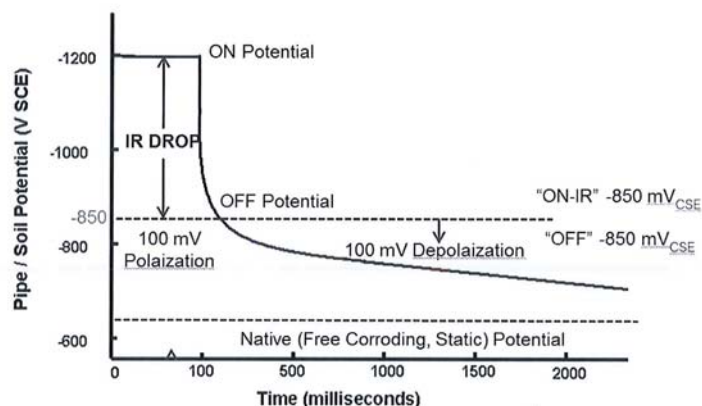 Pipe / Soil Potential (V SCE)
-1200
-1000
-850
-800
-600
ON Potential
IR DROP
OFF Potential
"ON-IR" -850 mVCSE
100 mV
Polaization
100 mV Depolaization
"OFF" -850 mVCSE
Native (Free Corroding, Static) Potential
0 100 500 1000 1500 2000
Time (milliseconds)